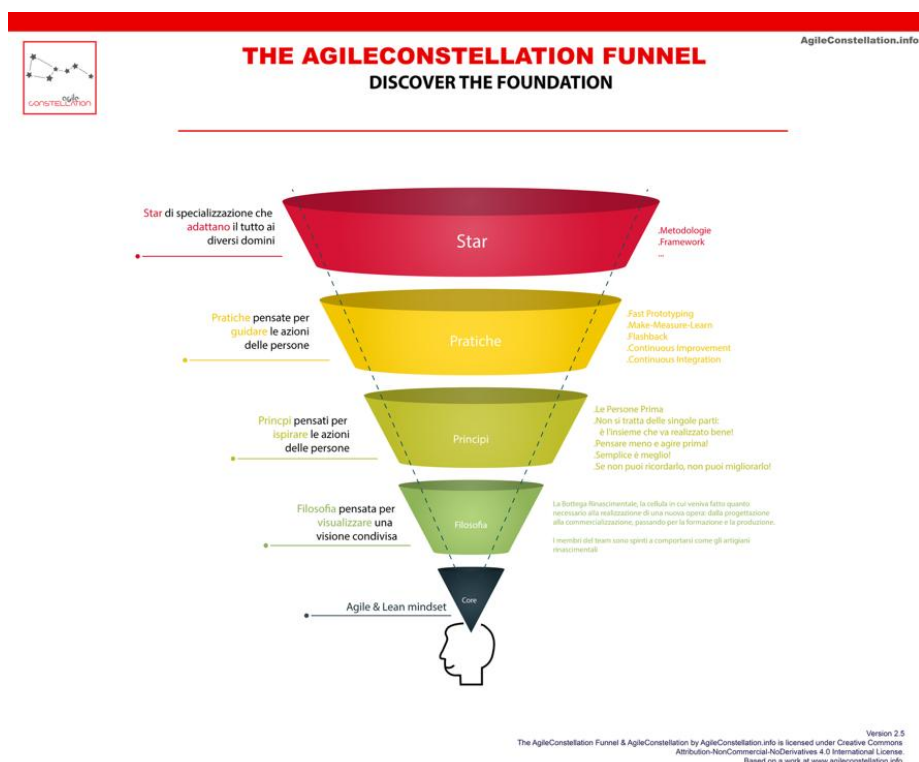 AgileConstellation.info
agile
CONSTELLATION
THE AGILECONSTELLATION FUNNEL
DISCOVER THE FOUNDATION
Star di specializzazione che
adattano il tutto ai
diversi domini
Star
.Metodologie
.Framework
...
Pratiche pensate per
guidare le azioni
delle persone
Pratiche
.Fast Prototyping
.Make-Measure-Learn
.Flashback
.Continuous Improvement
.Continuous Integration
Princpi pensati per
ispirare le azioni
delle persone
Principi
.Le Persone Prima
.Non si tratta delle singole parti:
è l'insieme che va realizzato bene!
.Pensare meno e agire prima!
.Semplice è meglio!
.Se non puoi ricordarlo, non puoi migliorarlo!
Filosofia pensata per
visualizzare una
visione condivisa
Filosofia
La Bottega Rinascimentale, la cellula in cui veniva fatto quanto
necessario alla realizzazione di una nuova opera: dalla progettazione
alla commercializzazione, passando per la formazione e la produzione.
I membri del team sono spinti a comportarsi come gli artigiani
rinascimentali
Agile & Lean mindset
Core
Version 2.5
The AgileConstellation Funnel & AgileConstellation by AgileConstellation.info is licensed under Creative Commons
Attribution-NonCommercial-NoDerivatives 4.0 International License.
Based on a work at www.agileconstellation.info.